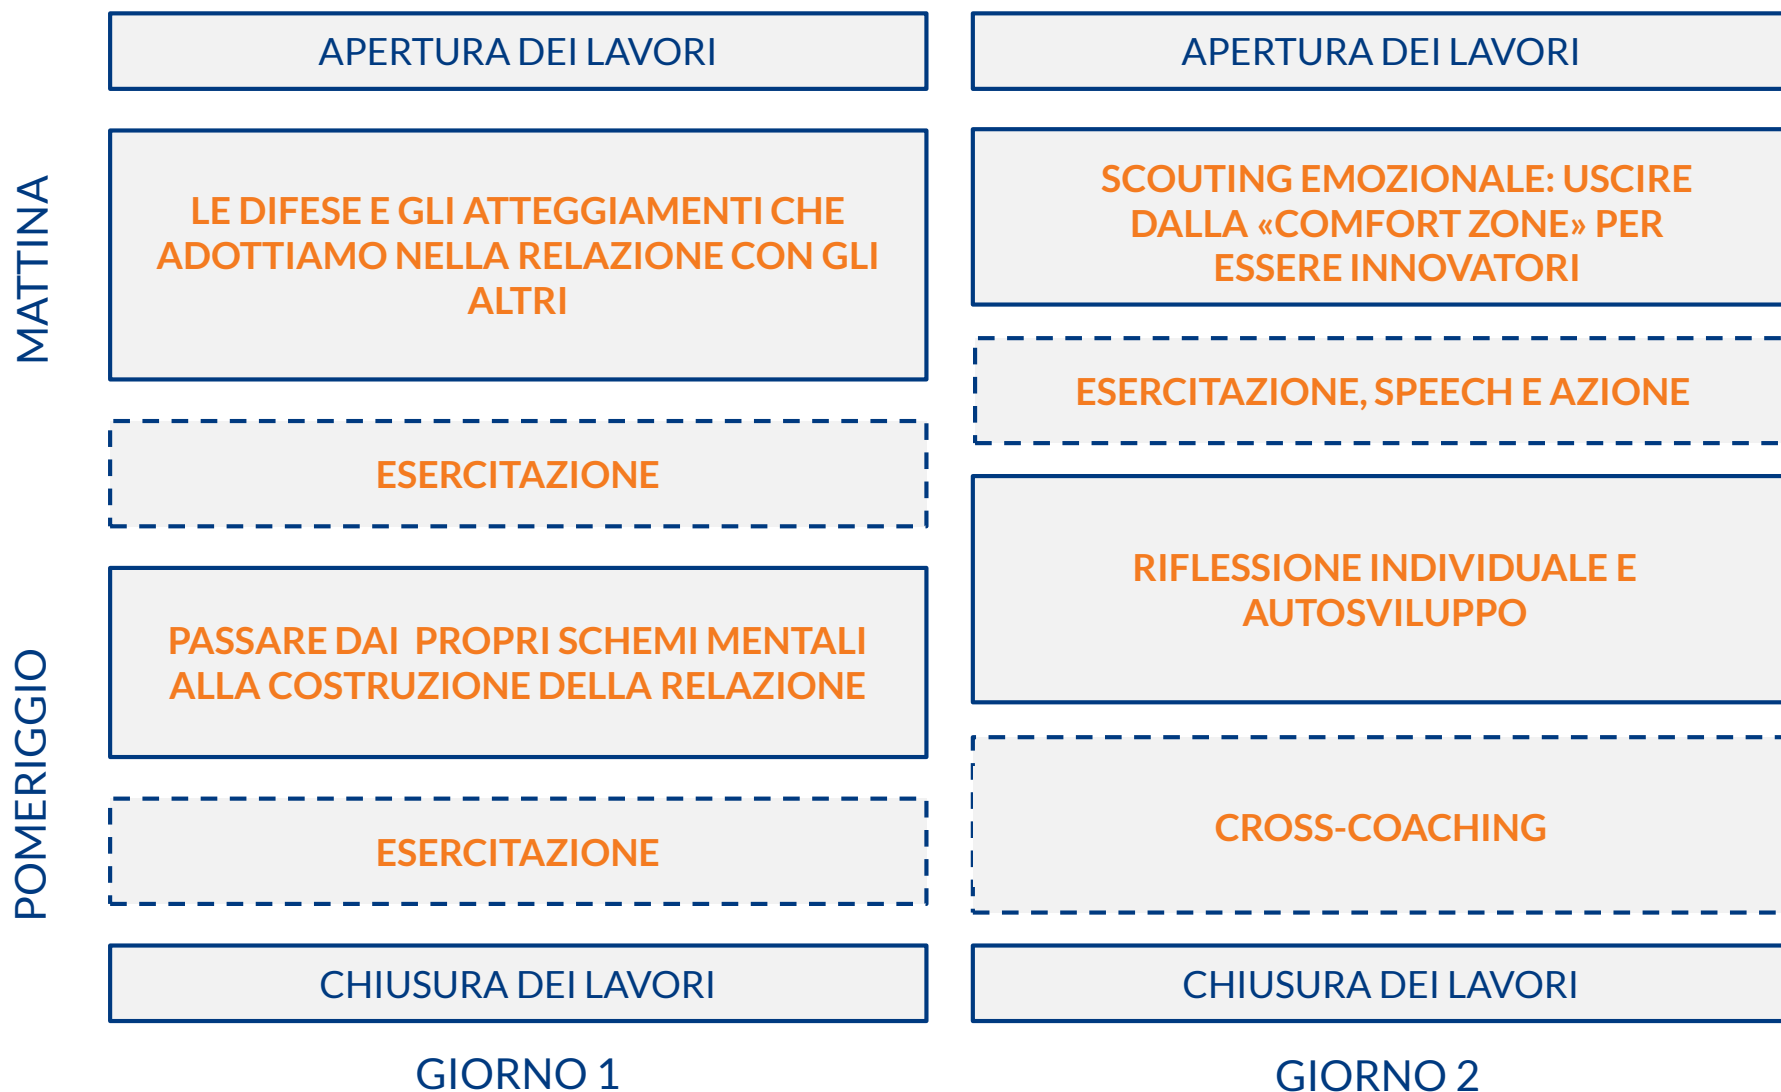 MATTINA
POMERIGGIO
APERTURA DEI LAVORI
LE DIFESE E GLI ATTEGGIAMENTI CHE
ADOTTIAMO NELLA RELAZIONE CON GLI
ALTRI
ESERCITAZIONE
PASSARE DAI  PROPRI SCHEMI MENTALI
ALLA COSTRUZIONE DELLA RELAZIONE
ESERCITAZIONE
CHIUSURA DEI LAVORI
GIORNO 1
APERTURA DEI LAVORI
SCOUTING EMOZIONALE: USCIRE
DALLA «COMFORT ZONE» PER
ESSERE INNOVATORI
ESERCITAZIONE, SPEECH E AZIONE
RIFLESSIONE INDIVIDUALE E
AUTOSVILUPPO
CROSS-COACHING
CHIUSURA DEI LAVORI
GIORNO 2